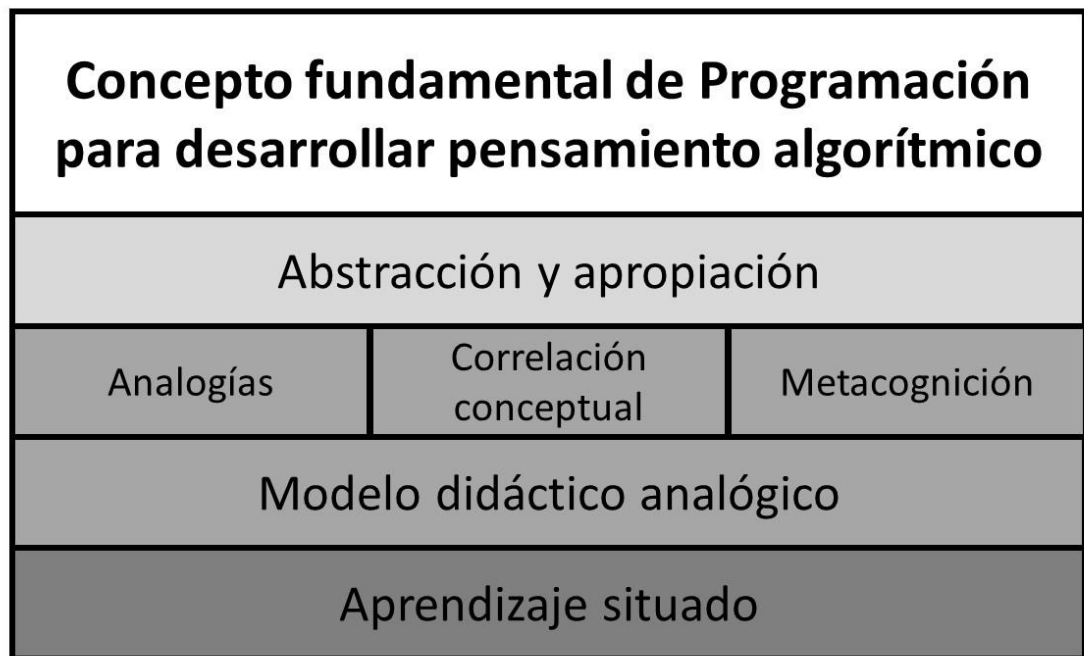 Concepto fundamental de Programación
para desarrollar pensamiento algorítmico
Abstracción y apropiación
Analogías
Correlación
conceptual
Metacognición
Modelo didáctico analógico
Aprendizaje situado